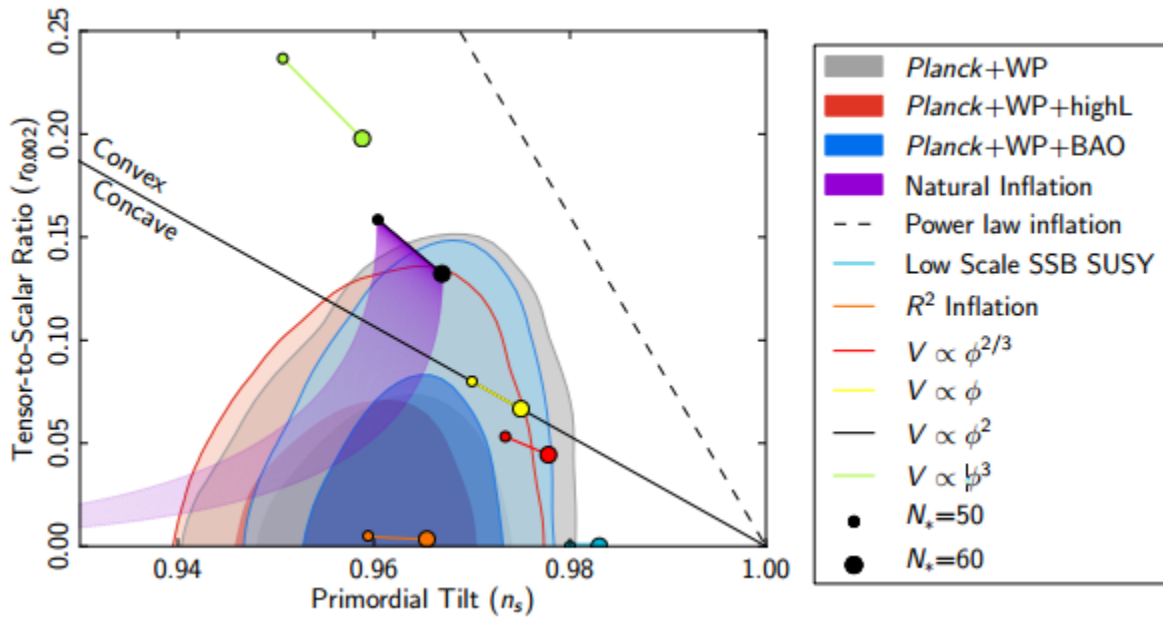 Tensor-to-Scalar Ratio (r0.002)
0.25
0.20
0.15
0.10
0.05
0.00
Convex
Concave
0.94
0.96
0.98
1.00
Primordial Tilt (ns)
Planck+WP
Planck+WP+highL
Planck+WP+BAO
Natural Inflation
Power law inflation
Low Scale SSB SUSY
R² Inflation
V ∝ ϕ^2/3
V ∝ ϕ
V ∝ ϕ²
V ∝ ϕ³
N*=50
N*=60